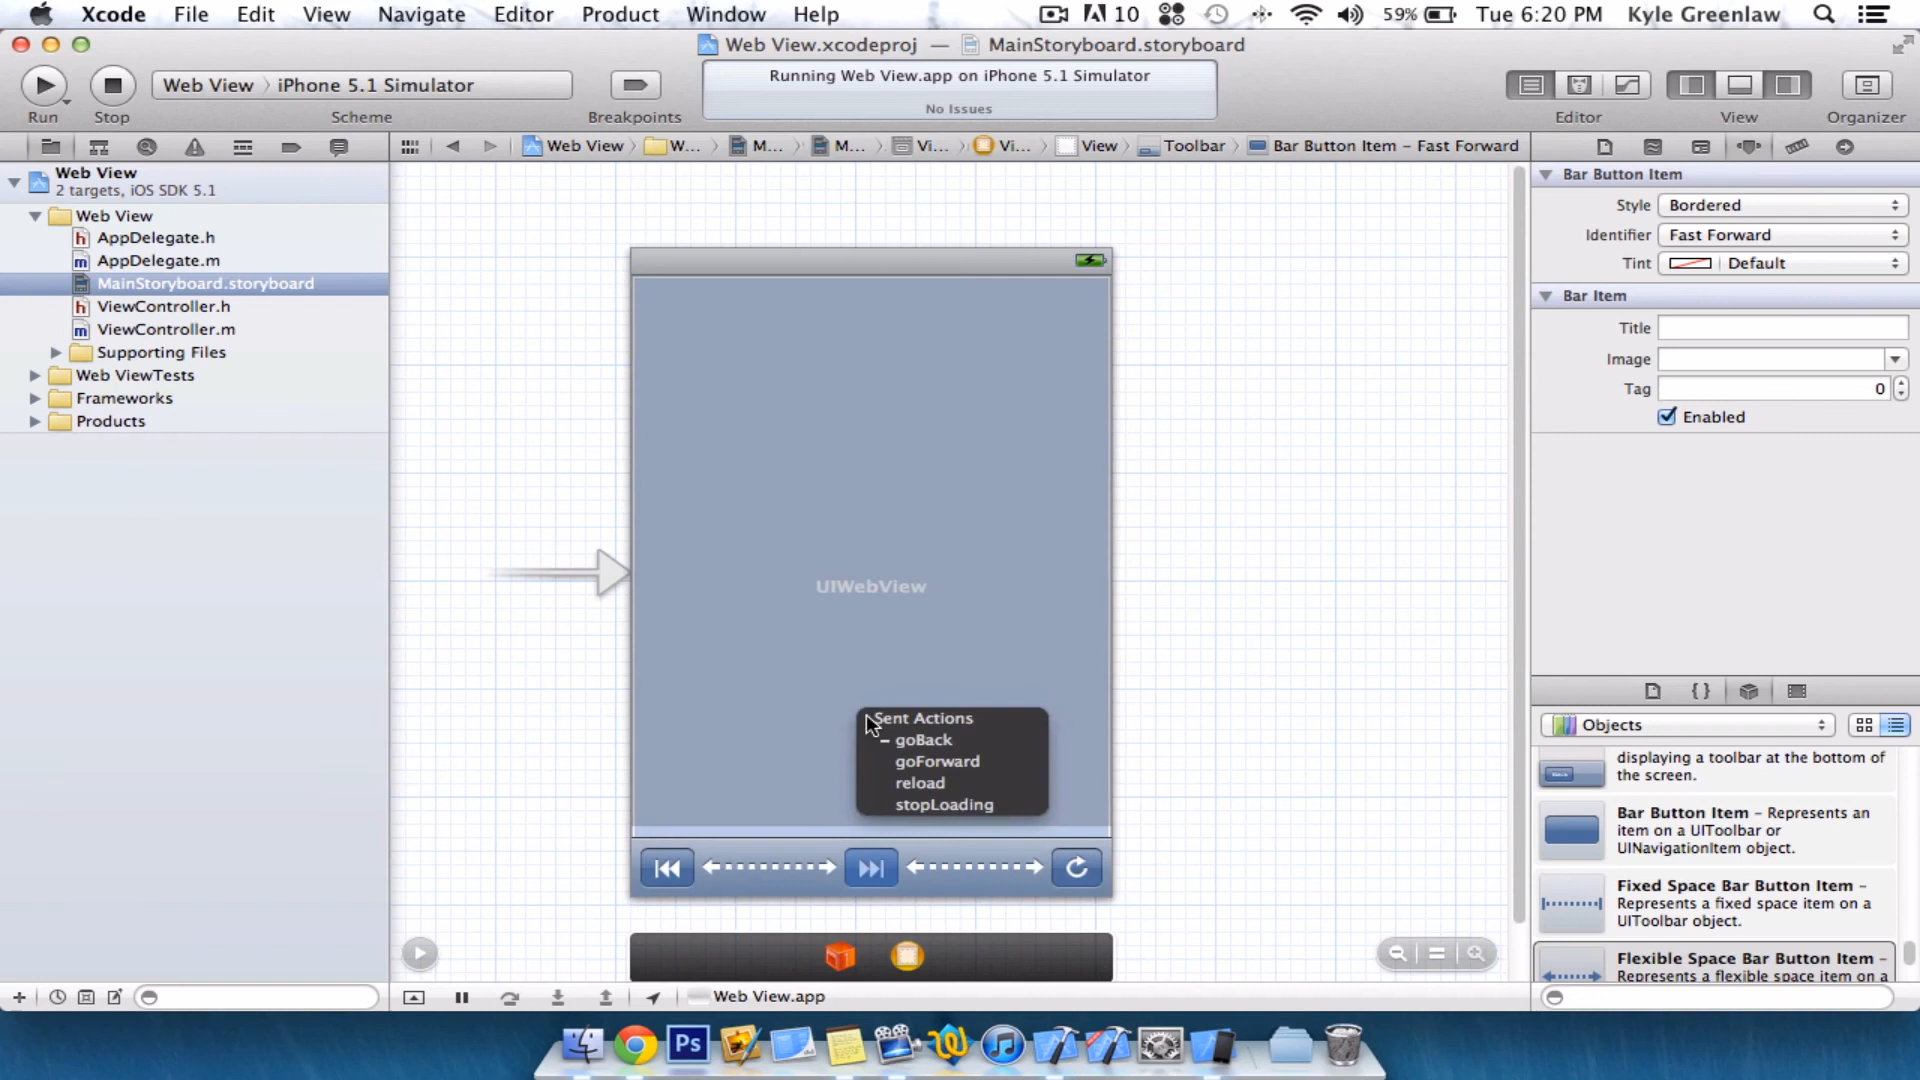 Xcode File Edit View Navigate Editor Product Window Help 10 59% Tue 6:20 PM Kyle Greenlaw
Web View.xcodeproj — MainStoryboard.storyboard
Web View 〉 iPhone 5.1 Simulator
Running Web View.app on iPhone 5.1 Simulator
No Issues
Run Stop Scheme Breakpoints Editor View Organizer
Web View 〉 W... 〉 M... 〉 M... 〉 Vi... 〉 Vi... 〉 View 〉 Toolbar 〉 Bar Button Item – Fast Forward
Web View
2 targets, iOS SDK 5.1
Web View
AppDelegate.h
AppDelegate.m
MainStoryboard.storyboard
ViewController.h
ViewController.m
Supporting Files
Web ViewTests
Frameworks
Products
UIWebView
Sent Actions
– goBack
goForward
reload
stopLoading
Bar Button Item
Style Bordered
Identifier Fast Forward
Tint Default
Bar Item
Title
Image
Tag 0
Enabled
Objects
displaying a toolbar at the bottom of
the screen.
Bar Button Item – Represents an
item on a UIToolbar or
UINavigationItem object.
Fixed Space Bar Button Item –
Represents a fixed space item on a
UIToolbar object.
Flexible Space Bar Button Item –
Represents a flexible space item on a
Web View.app
Ps